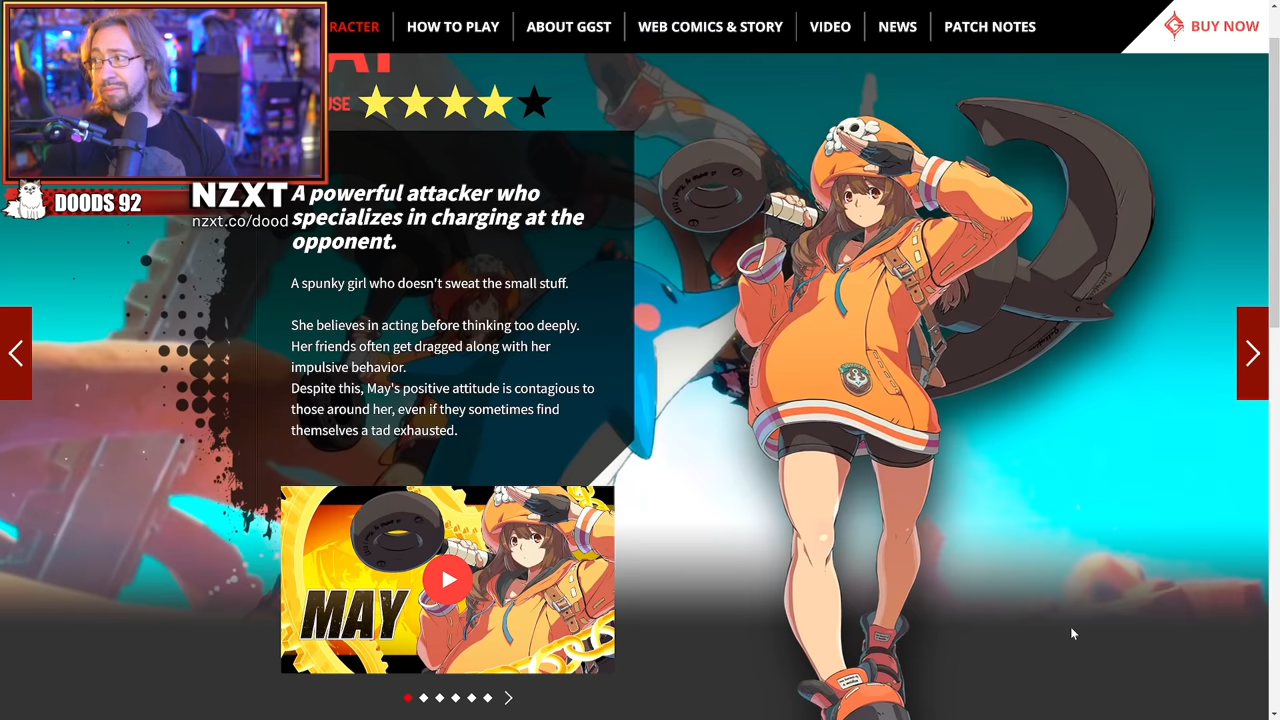 RACTER
HOW TO PLAY
ABOUT GGST
WEB COMICS & STORY
VIDEO
NEWS
PATCH NOTES
BUY NOW
AY
USE
DOODS 92
NZXT
nzxt.co/dood
A powerful attacker who
specializes in charging at the
opponent.
A spunky girl who doesn't sweat the small stuff.
She believes in acting before thinking too deeply.
Her friends often get dragged along with her
impulsive behavior.
Despite this, May's positive attitude is contagious to
those around her, even if they sometimes find
themselves a tad exhausted.
MAY